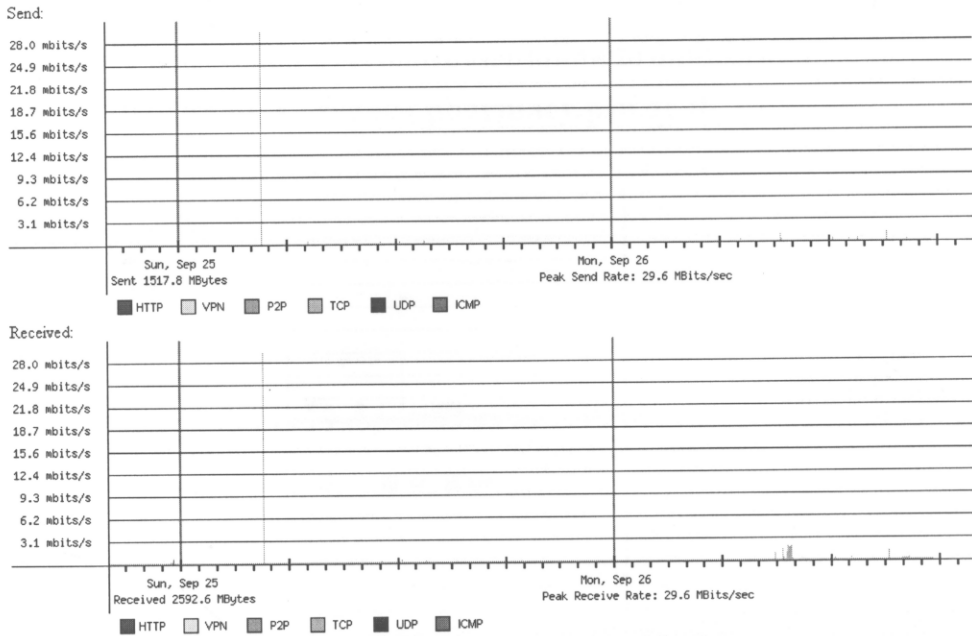 Send:
28.0 mbits/s
24.9 mbits/s
21.8 mbits/s
18.7 mbits/s
15.6 mbits/s
12.4 mbits/s
9.3 mbits/s
6.2 mbits/s
3.1 mbits/s
Sun, Sep 25 Mon, Sep 26
Sent 1517.8 MBytes Peak Send Rate: 29.6 MBits/sec
HTTP VPN P2P TCP UDP ICMP
Received:
28.0 mbits/s
24.9 mbits/s
21.8 mbits/s
18.7 mbits/s
15.6 mbits/s
12.4 mbits/s
9.3 mbits/s
6.2 mbits/s
3.1 mbits/s
Sun, Sep 25 Mon, Sep 26
Received 2592.6 MBytes Peak Receive Rate: 29.6 MBits/sec
HTTP VPN P2P TCP UDP ICMP